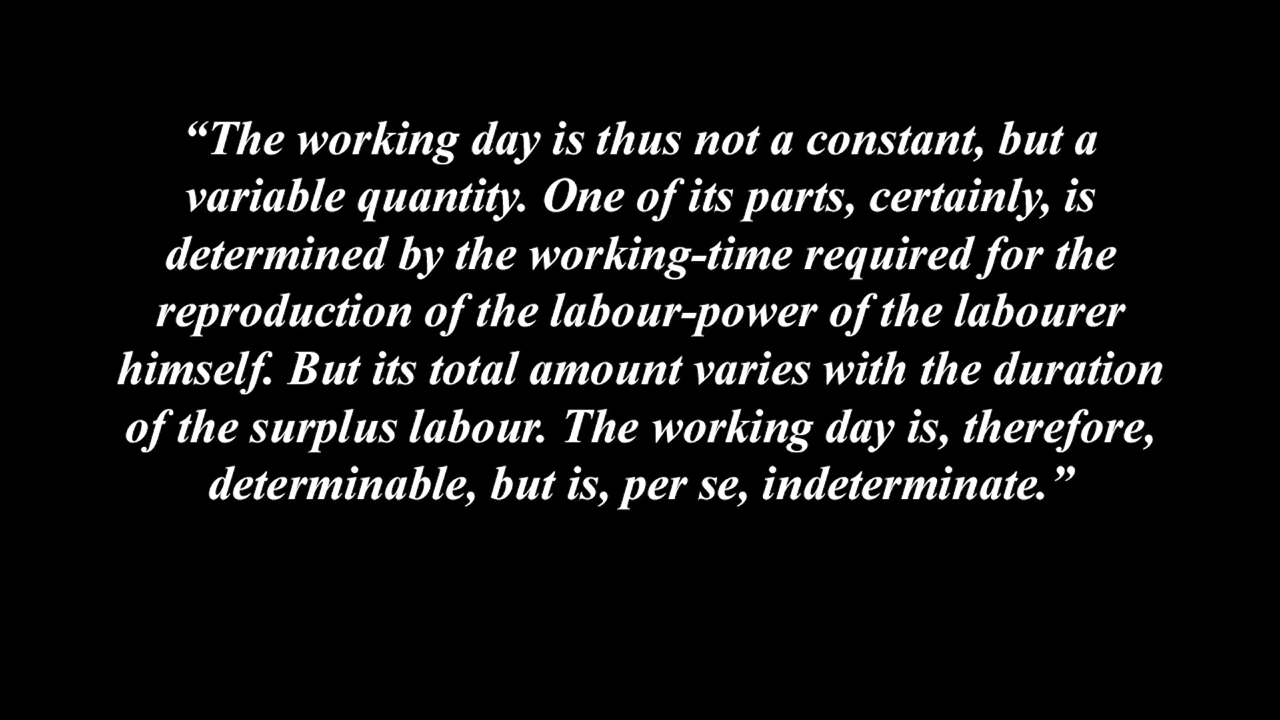 “The working day is thus not a constant, but a
variable quantity. One of its parts, certainly, is
determined by the working-time required for the
reproduction of the labour-power of the labourer
himself. But its total amount varies with the duration
of the surplus labour. The working day is, therefore,
determinable, but is, per se, indeterminate.”